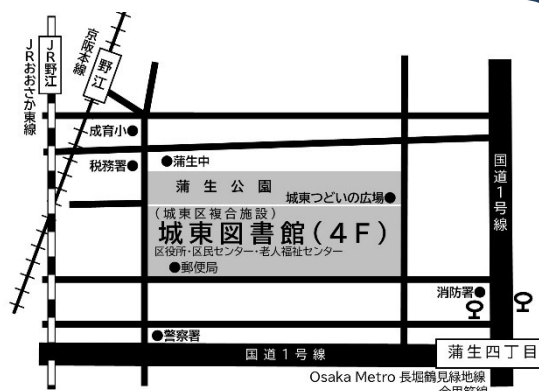 JRおおさか東線
JR野江
京阪本線
野江
成育小●
税務署●
●蒲生中
蒲生公園
城東つどいの広場●
(城東区複合施設)
城東図書館(4F)
区役所・区民センター・老人福祉センター
●郵便局
国道1号線
消防署●
●警察署
国道1号線
蒲生四丁目
Osaka Metro 長堀鶴見緑地線